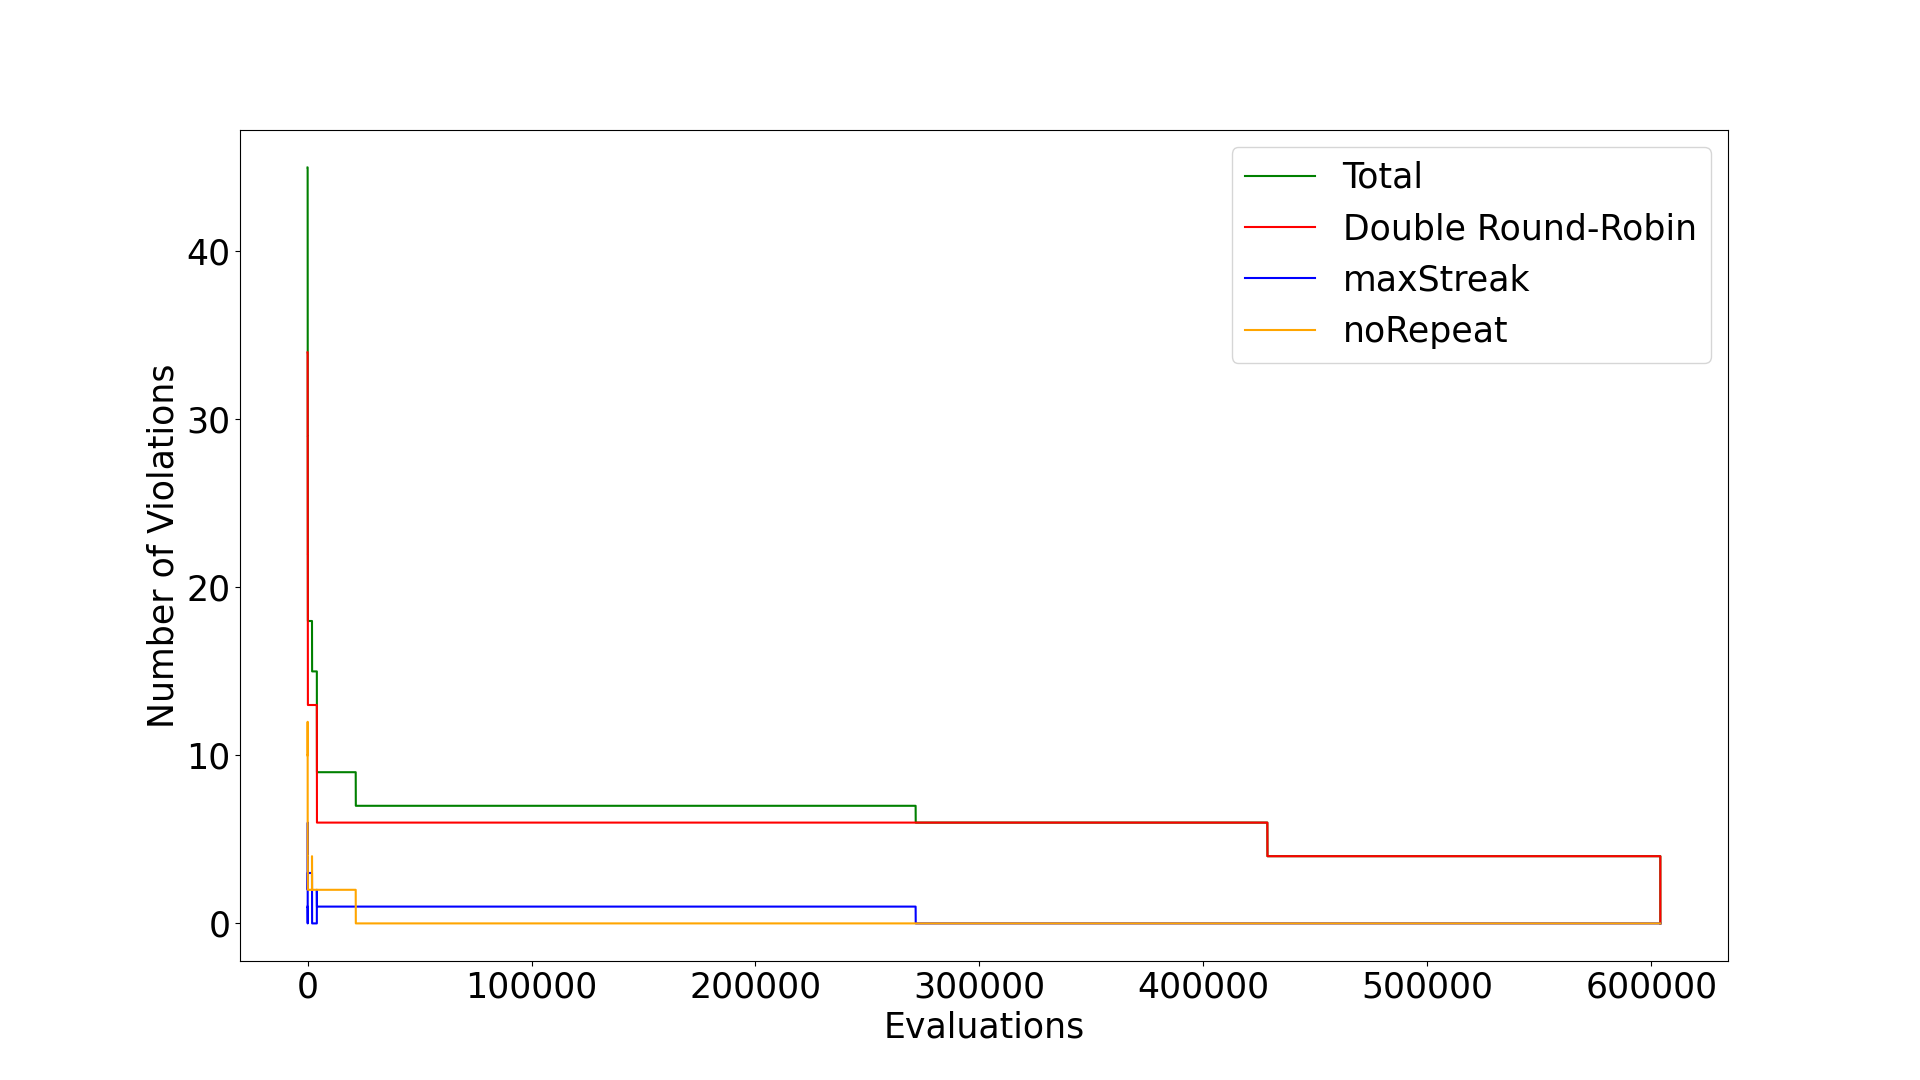 Total
Double Round-Robin
maxStreak
noRepeat
Number of Violations
40
30
20
10
0
0 100000 200000 300000 400000 500000 600000
Evaluations